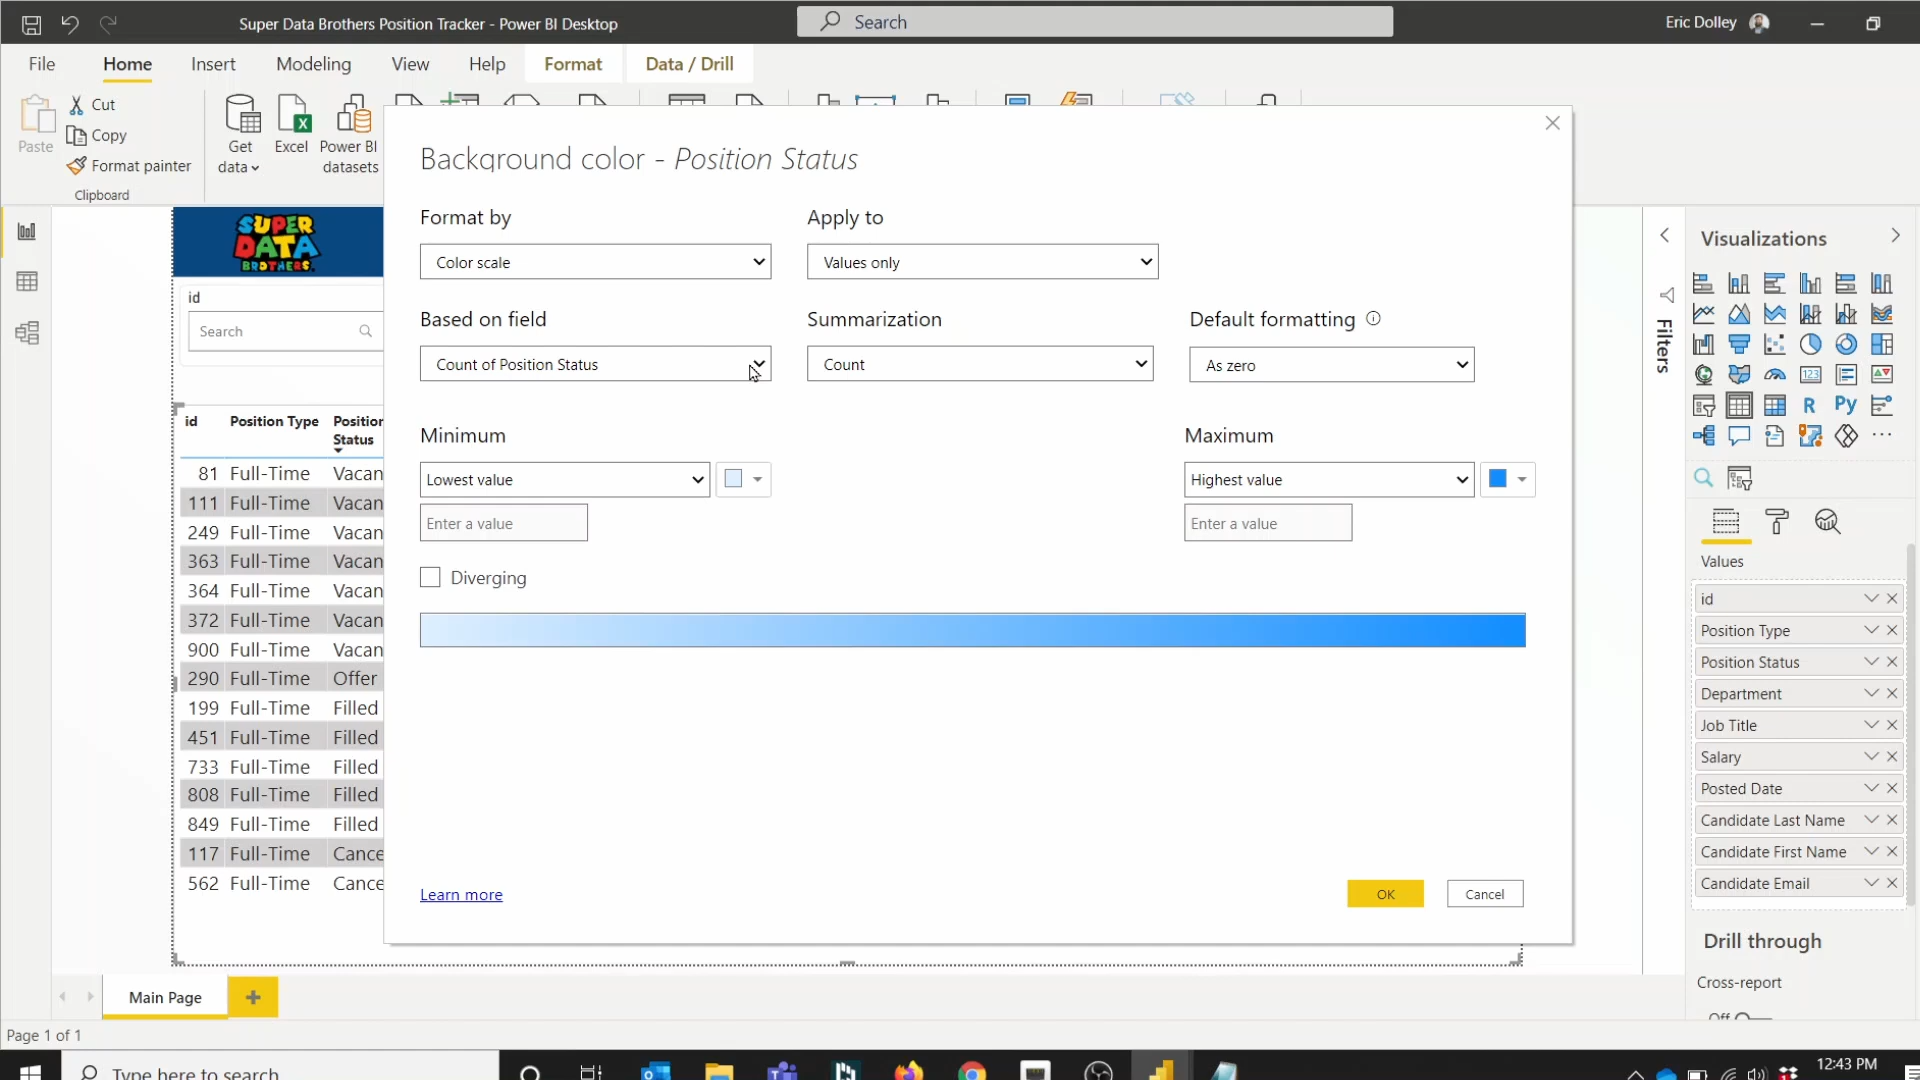 Super Data Brothers Position Tracker - Power BI Desktop
Search
Eric Dolley
File Home Insert Modeling View Help Format Data / Drill
Paste
Cut
Copy
Format painter
Clipboard
Get data
Excel
Power BI datasets
SUPER
DATA
BROTHERS
id
Search
id Position Type Position Status
81 Full-Time Vacan
111 Full-Time Vacan
249 Full-Time Vacan
363 Full-Time Vacan
364 Full-Time Vacan
372 Full-Time Vacan
900 Full-Time Vacan
290 Full-Time Offer
199 Full-Time Filled
451 Full-Time Filled
733 Full-Time Filled
808 Full-Time Filled
849 Full-Time Filled
117 Full-Time Cance
562 Full-Time Cance
Background color - Position Status
Format by
Color scale
Apply to
Values only
Based on field
Count of Position Status
Summarization
Count
Default formatting
As zero
Minimum
Lowest value
Enter a value
Maximum
Highest value
Enter a value
Diverging
Learn more
OK
Cancel
Filters
Visualizations
123
R
Py
Values
id
Position Type
Position Status
Department
Job Title
Salary
Posted Date
Candidate Last Name
Candidate First Name
Candidate Email
Drill through
Cross-report
Off
Main Page
Page 1 of 1
Type here to search
12:43 PM